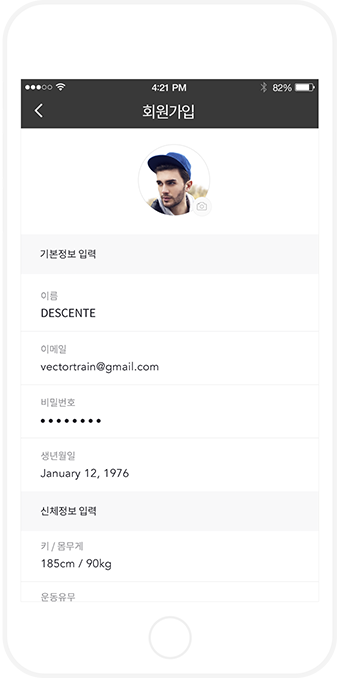 4:21 PM
82%
회원가입
기본정보 입력
이름
DESCENTE
이메일
vectortrain@gmail.com
비밀번호
••••••••
생년월일
January 12, 1976
신체정보 입력
키 / 몸무게
185cm / 90kg
운동유무